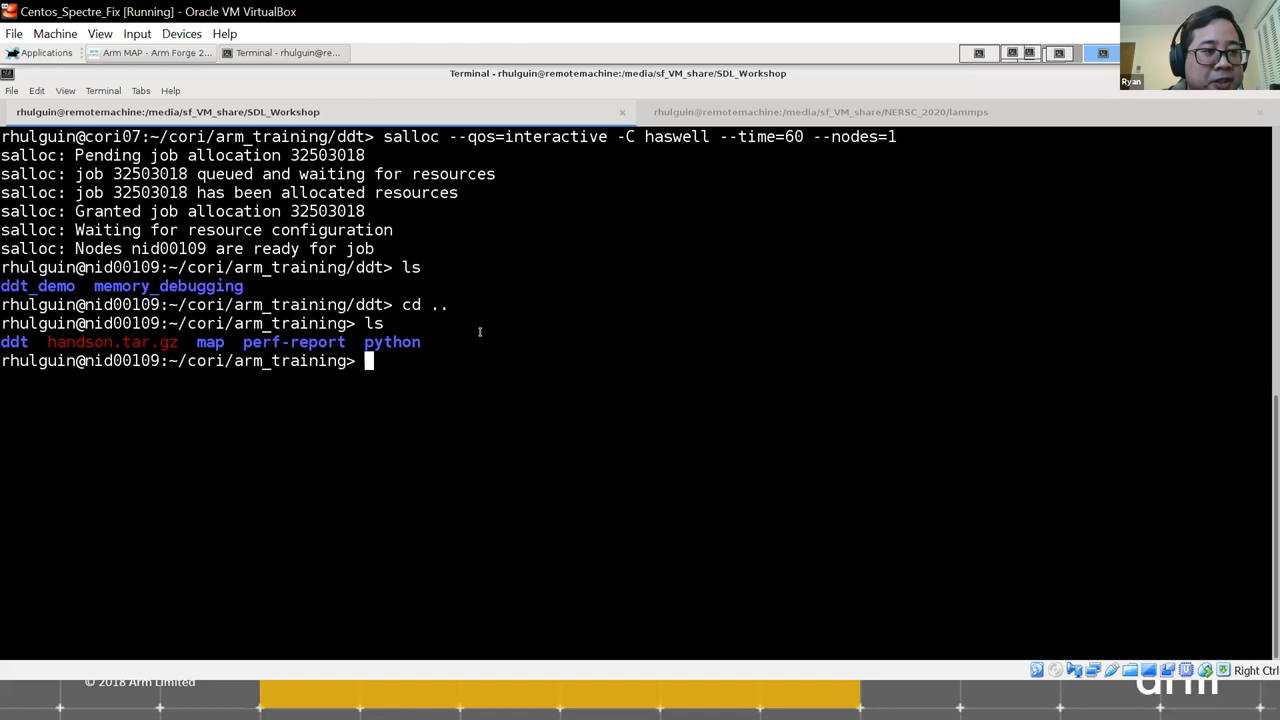 Centos_Spectre_Fix [Running] - Oracle VM VirtualBox
File Machine View Input Devices Help
Applications Arm MAP - Arm Forge 2... Terminal - rhulguin@re...
Ryan
Terminal - rhulguin@remotemachine:/media/sf_VM_share/SDL_Workshop
File Edit View Terminal Tabs Help
rhulguin@remotemachine:/media/sf_VM_share/SDL_Workshop × rhulguin@remotemachine:/media/sf_VM_share/NERSC_2020/lammps ×
rhulguin@cori07:~/cori/arm_training/ddt> salloc --qos=interactive -C haswell --time=60 --nodes=1
salloc: Pending job allocation 32503018
salloc: job 32503018 queued and waiting for resources
salloc: job 32503018 has been allocated resources
salloc: Granted job allocation 32503018
salloc: Waiting for resource configuration
salloc: Nodes nid00109 are ready for job
rhulguin@nid00109:~/cori/arm_training/ddt> ls
ddt_demo memory_debugging
rhulguin@nid00109:~/cori/arm_training/ddt> cd ..
rhulguin@nid00109:~/cori/arm_training> ls
ddt handson.tar.gz map perf-report python
rhulguin@nid00109:~/cori/arm_training>
Right Ctrl
© 2018 Arm Limited
arm